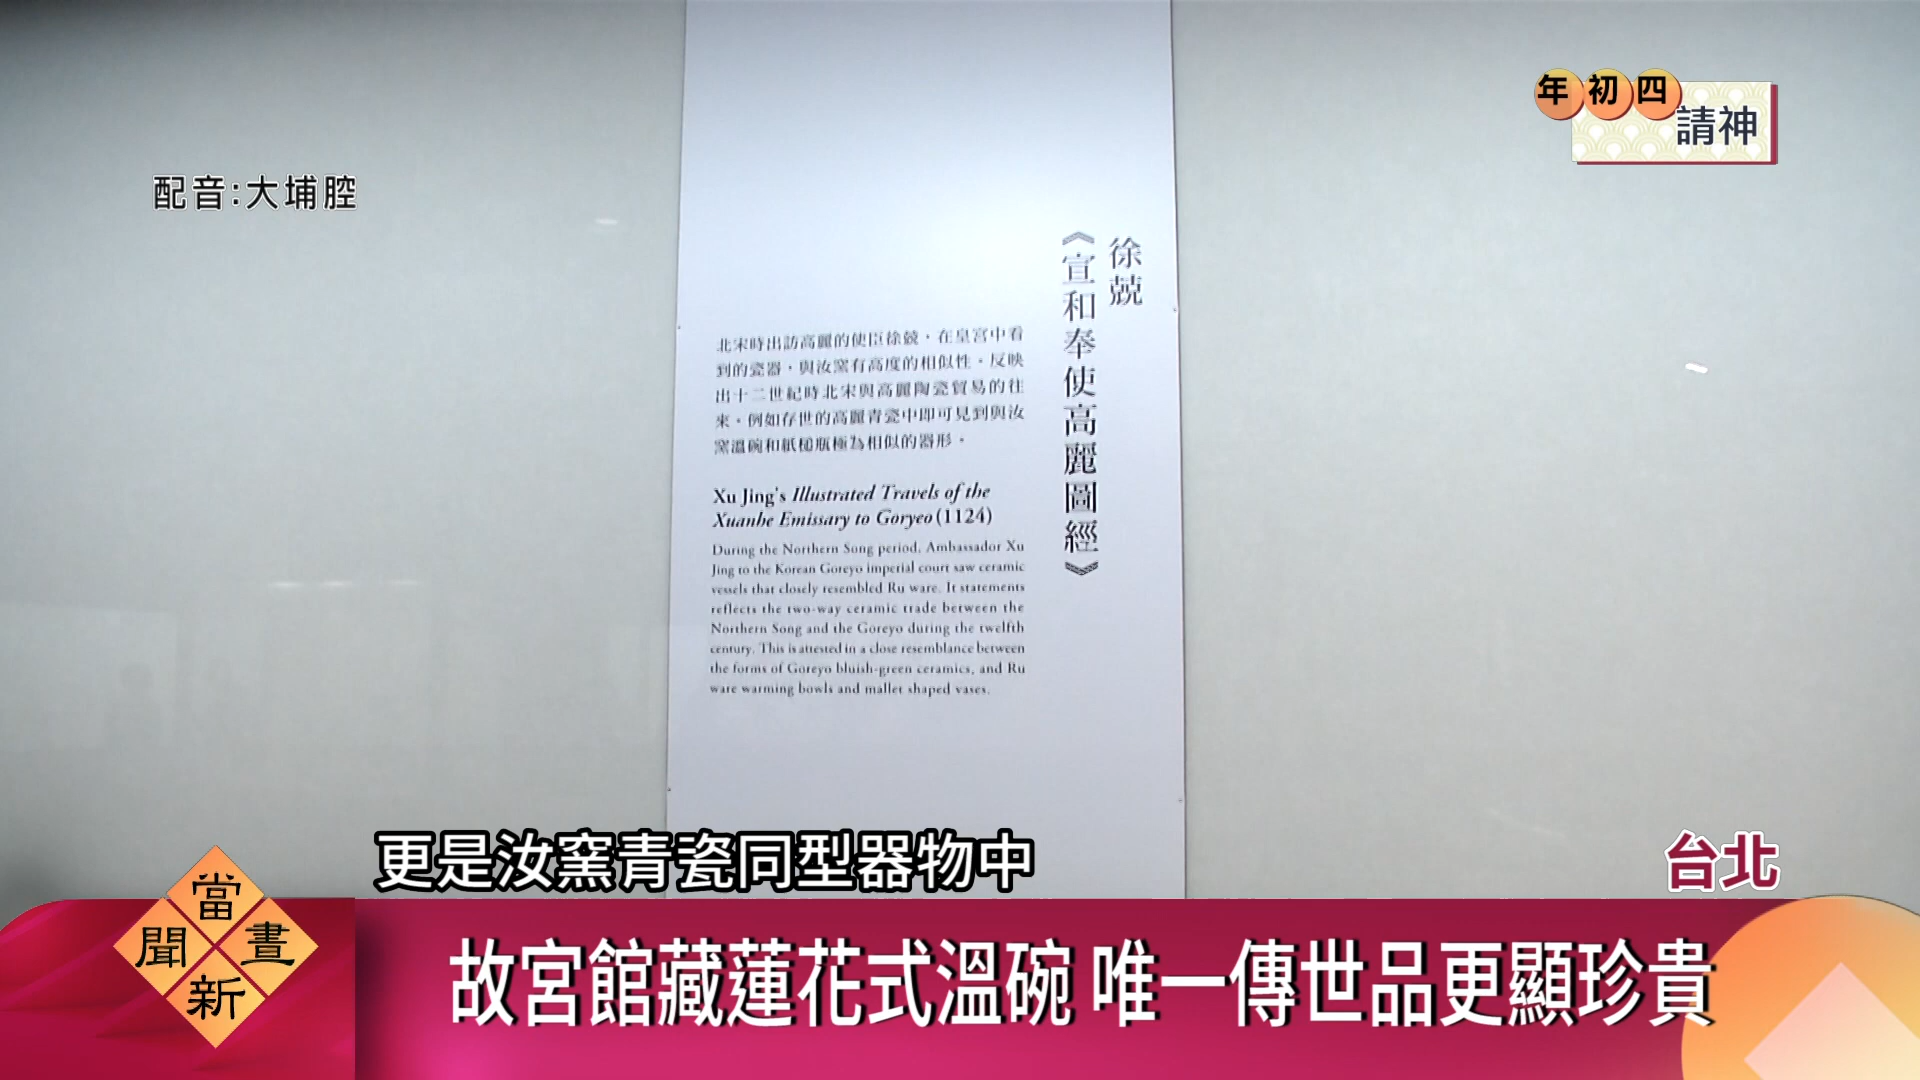 年初四
請神
配音:大埔腔
徐兢
《宣和奉使高麗圖經》
北宋時出訪高麗的使臣徐兢，在皇宮中看
到的瓷器，與汝窯有高度的相似性。反映
出十二世紀時北宋與高麗陶瓷貿易的往
來。例如存世的高麗青瓷中即可見到與汝
窯溫碗和紙槌瓶極為相似的器形。
Xu Jing's Illustrated Travels of the
Xuanhe Emissary to Goryeo (1124)
During the Northern Song period, Ambassador Xu
Jing to the Korean Goreyo imperial court saw ceramic
vessels that closely resembled Ru ware. It statements
reflects the two-way ceramic trade between the
Northern Song and the Goreyo during the twelfth
century. This is attested in a close resemblance between
the forms of Goreyo bluish-green ceramics, and Ru
ware warming bowls and mallet shaped vases.
更是汝窯青瓷同型器物中
台北
當晝新聞
故宮館藏蓮花式溫碗 唯一傳世品更顯珍貴